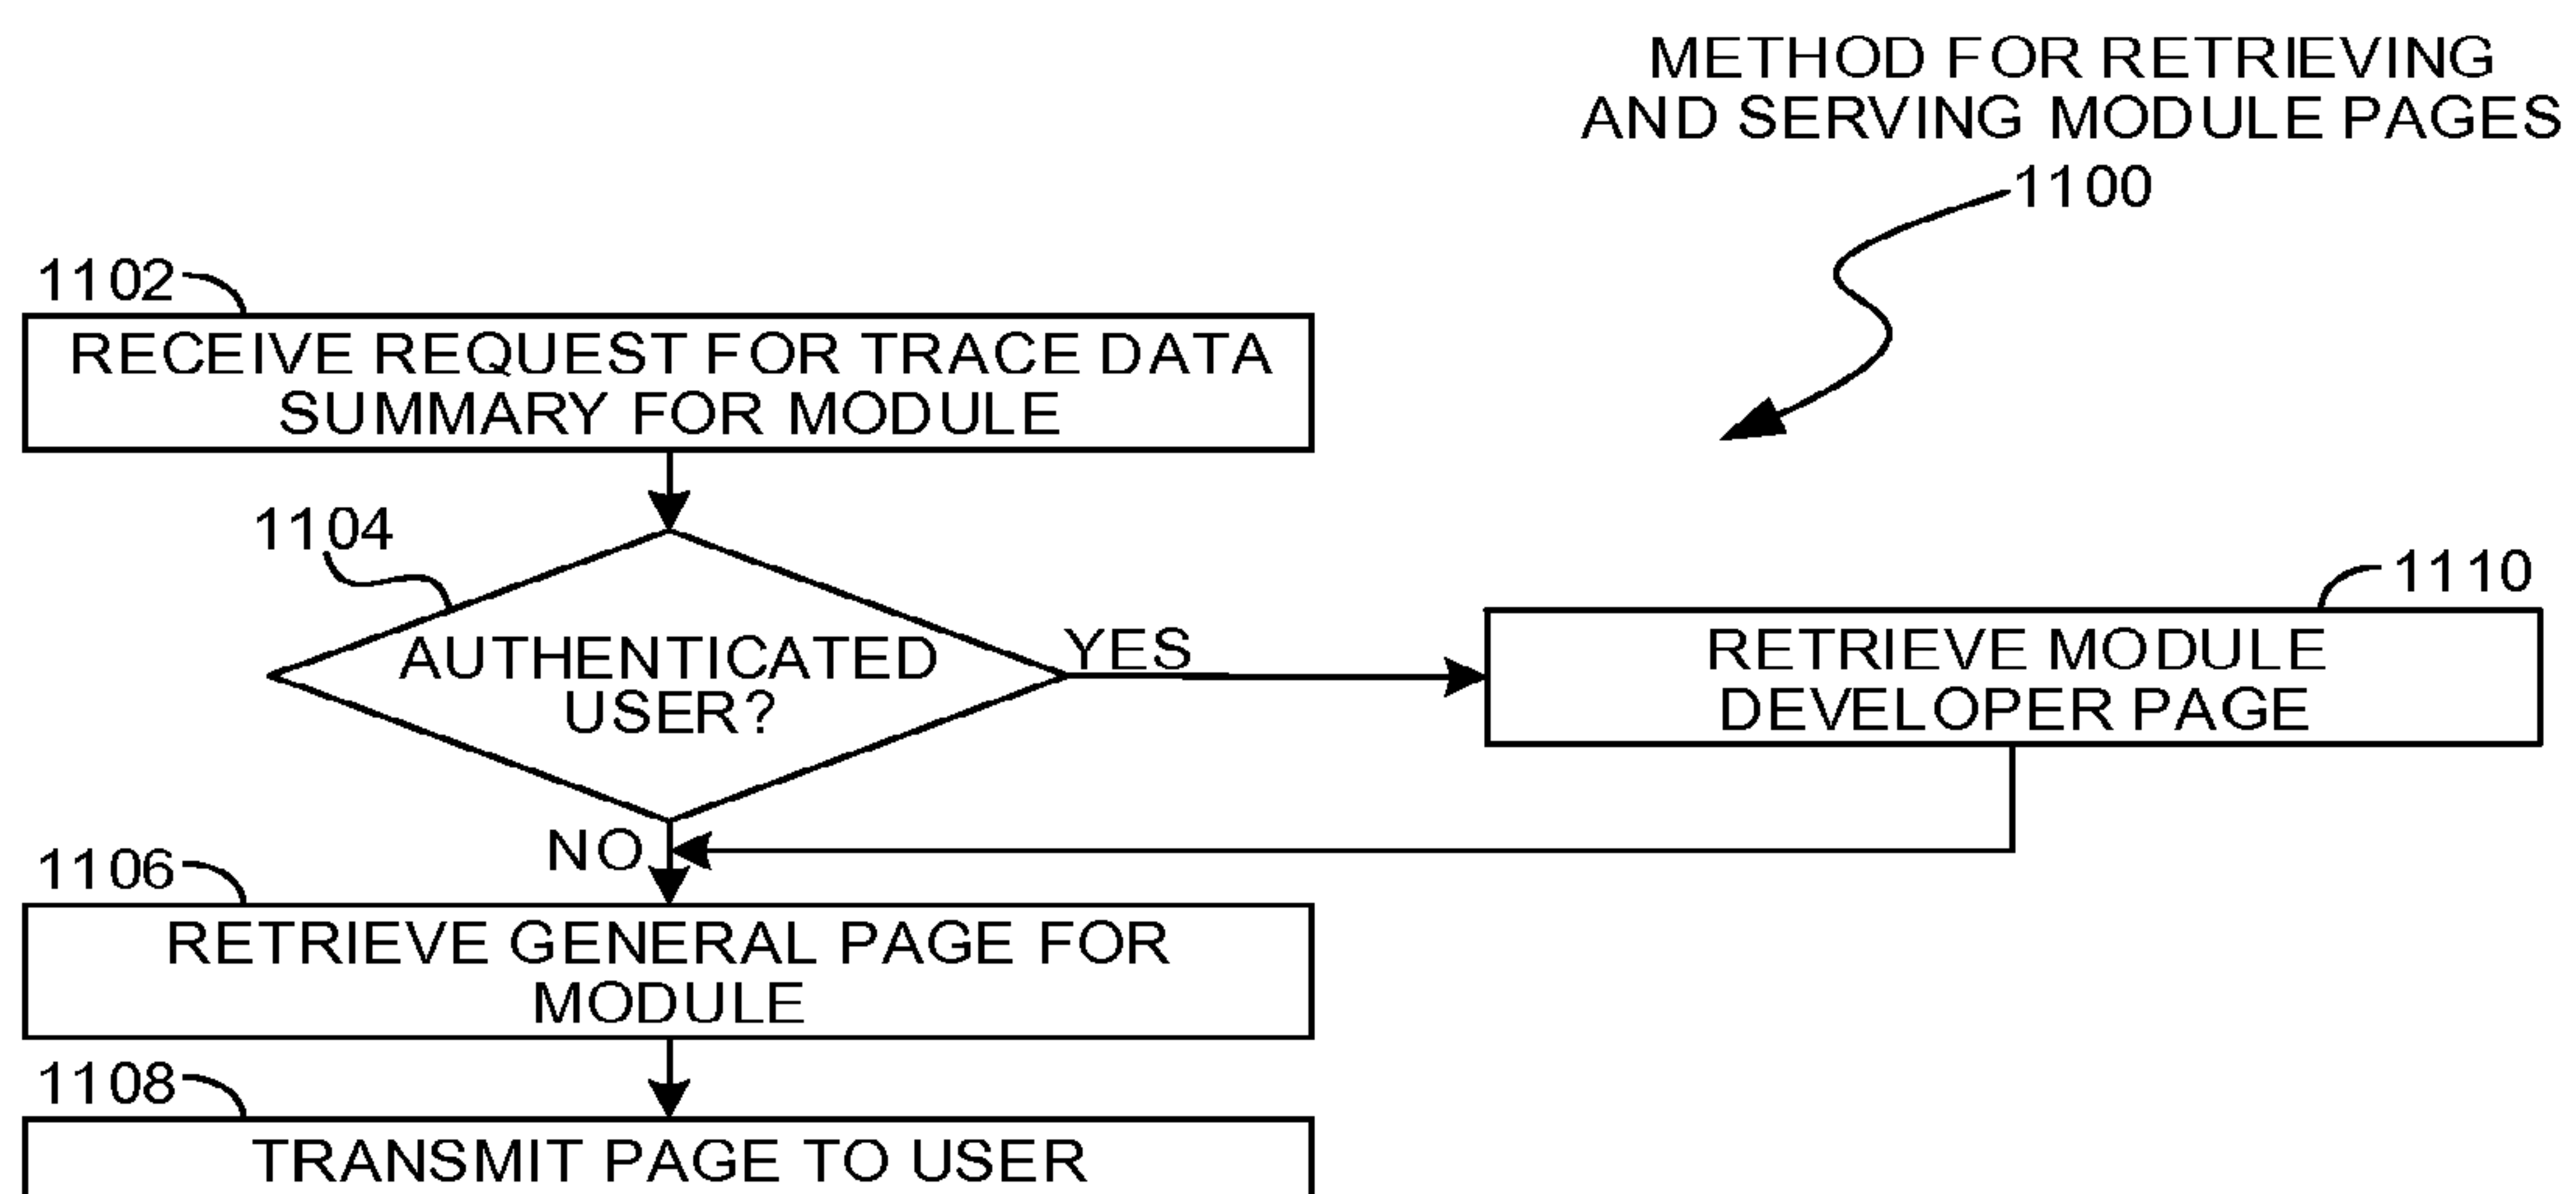 METHOD FOR RETRIEVING
AND SERVING MODULE PAGES
1100
1102
RECEIVE REQUEST FOR TRACE DATA
SUMMARY FOR MODULE
1104
AUTHENTICATED
USER?
YES
1110
RETRIEVE MODULE
DEVELOPER PAGE
NO
1106
RETRIEVE GENERAL PAGE FOR
MODULE
1108
TRANSMIT PAGE TO USER